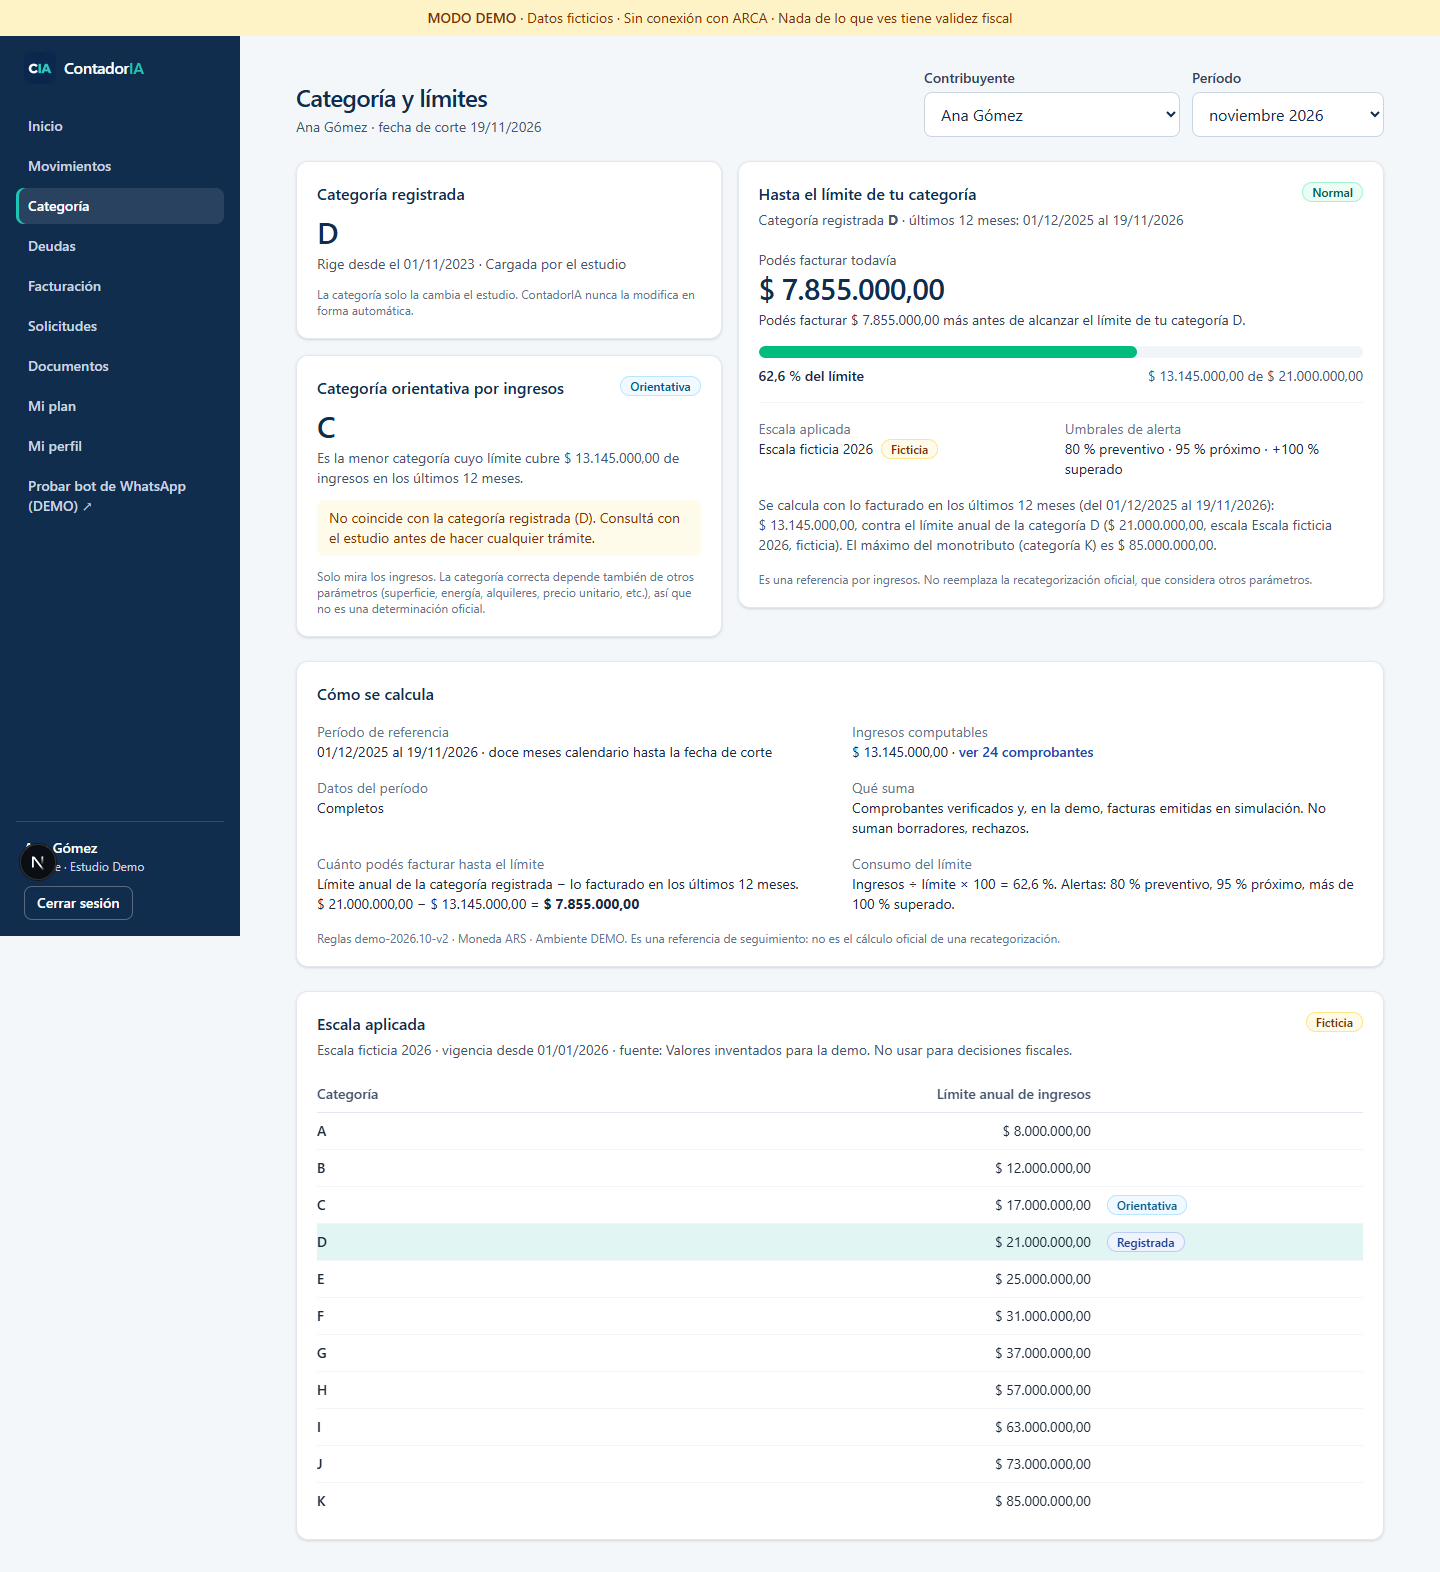 MODO DEMO · Datos ficticios · Sin conexión con ARCA · Nada de lo que ves tiene validez fiscal
CIA ContadorIA
Inicio
Movimientos
Categoría
Deudas
Facturación
Solicitudes
Documentos
Mi plan
Mi perfil
Probar bot de WhatsApp
(DEMO) ↗
Gómez
N
· Estudio Demo
Cerrar sesión
Categoría y límites
Ana Gómez · fecha de corte 19/11/2026
Contribuyente
Ana Gómez
Período
noviembre 2026
Categoría registrada
D
Rige desde el 01/11/2023 · Cargada por el estudio
La categoría solo la cambia el estudio. ContadorIA nunca la modifica en
forma automática.
Categoría orientativa por ingresos
Orientativa
C
Es la menor categoría cuyo límite cubre $ 13.145.000,00 de
ingresos en los últimos 12 meses.
No coincide con la categoría registrada (D). Consultá con
el estudio antes de hacer cualquier trámite.
Solo mira los ingresos. La categoría correcta depende también de otros
parámetros (superficie, energía, alquileres, precio unitario, etc.), así que
no es una determinación oficial.
Hasta el límite de tu categoría
Normal
Categoría registrada D · últimos 12 meses: 01/12/2025 al 19/11/2026
Podés facturar todavía
$ 7.855.000,00
Podés facturar $ 7.855.000,00 más antes de alcanzar el límite de tu categoría D.
62,6 % del límite
$ 13.145.000,00 de $ 21.000.000,00
Escala aplicada
Escala ficticia 2026 Ficticia
Umbrales de alerta
80 % preventivo · 95 % próximo · +100 %
superado
Se calcula con lo facturado en los últimos 12 meses (del 01/12/2025 al 19/11/2026):
$ 13.145.000,00, contra el límite anual de la categoría D ($ 21.000.000,00, escala Escala ficticia
2026, ficticia). El máximo del monotributo (categoría K) es $ 85.000.000,00.
Es una referencia por ingresos. No reemplaza la recategorización oficial, que considera otros parámetros.
Cómo se calcula
Período de referencia
01/12/2025 al 19/11/2026 · doce meses calendario hasta la fecha de corte
Ingresos computables
$ 13.145.000,00 · ver 24 comprobantes
Datos del período
Completos
Qué suma
Comprobantes verificados y, en la demo, facturas emitidas en simulación. No
suman borradores, rechazos.
Cuánto podés facturar hasta el límite
Límite anual de la categoría registrada − lo facturado en los últimos 12 meses.
$ 21.000.000,00 − $ 13.145.000,00 = $ 7.855.000,00
Consumo del límite
Ingresos ÷ límite × 100 = 62,6 %. Alertas: 80 % preventivo, 95 % próximo, más de
100 % superado.
Reglas demo-2026.10-v2 · Moneda ARS · Ambiente DEMO. Es una referencia de seguimiento: no es el cálculo oficial de una recategorización.
Escala aplicada
Ficticia
Escala ficticia 2026 · vigencia desde 01/01/2026 · fuente: Valores inventados para la demo. No usar para decisiones fiscales.
Categoría Límite anual de ingresos
A $ 8.000.000,00
B $ 12.000.000,00
C $ 17.000.000,00 Orientativa
D $ 21.000.000,00 Registrada
E $ 25.000.000,00
F $ 31.000.000,00
G $ 37.000.000,00
H $ 57.000.000,00
I $ 63.000.000,00
J $ 73.000.000,00
K $ 85.000.000,00